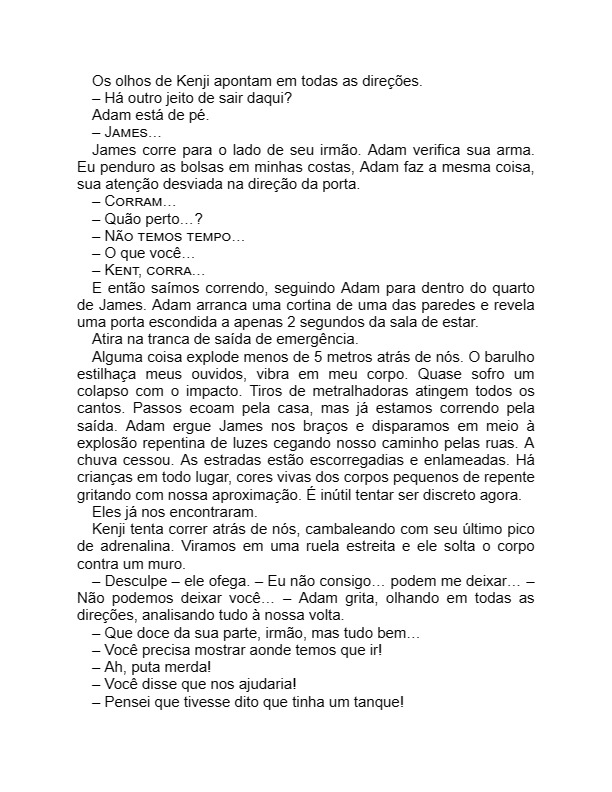 Os olhos de Kenji apontam em todas as direções.
– Há outro jeito de sair daqui?
Adam está de pé.
– JAMES…
James corre para o lado de seu irmão. Adam verifica sua arma.
Eu penduro as bolsas em minhas costas, Adam faz a mesma coisa,
sua atenção desviada na direção da porta.
– CORRAM…
– Quão perto…?
– NÃO TEMOS TEMPO…
– O que você…
– KENT, CORRA…
E então saímos correndo, seguindo Adam para dentro do quarto
de James. Adam arranca uma cortina de uma das paredes e revela
uma porta escondida a apenas 2 segundos da sala de estar.
Atira na tranca de saída de emergência.
Alguma coisa explode menos de 5 metros atrás de nós. O barulho
estilhaça meus ouvidos, vibra em meu corpo. Quase sofro um
colapso com o impacto. Tiros de metralhadoras atingem todos os
cantos. Passos ecoam pela casa, mas já estamos correndo pela
saída. Adam ergue James nos braços e disparamos em meio à
explosão repentina de luzes cegando nosso caminho pelas ruas. A
chuva cessou. As estradas estão escorregadias e enlameadas. Há
crianças em todo lugar, cores vivas dos corpos pequenos de repente
gritando com nossa aproximação. É inútil tentar ser discreto agora.
Eles já nos encontraram.
Kenji tenta correr atrás de nós, cambaleando com seu último pico
de adrenalina. Viramos em uma ruela estreita e ele solta o corpo
contra um muro.
– Desculpe – ele ofega. – Eu não consigo… podem me deixar… –
Não podemos deixar você… – Adam grita, olhando em todas as
direções, analisando tudo à nossa volta.
– Que doce da sua parte, irmão, mas tudo bem…
– Você precisa mostrar aonde temos que ir!
– Ah, puta merda!
– Você disse que nos ajudaria!
– Pensei que tivesse dito que tinha um tanque!